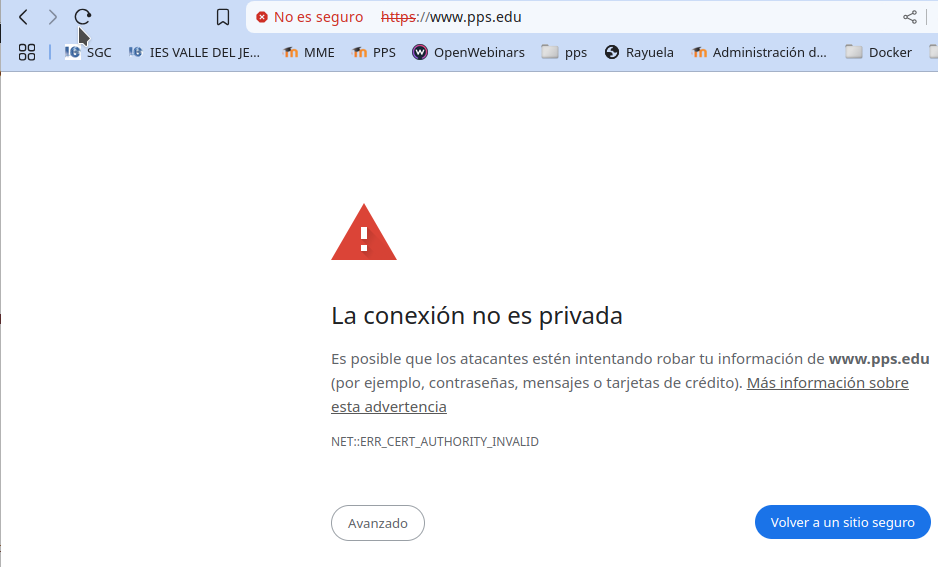 No es seguro https://www.pps.edu
SGC IES VALLE DEL JE... MME PPS OpenWebinars pps Rayuela Administración d... Docker
La conexión no es privada
Es posible que los atacantes estén intentando robar tu información de www.pps.edu
(por ejemplo, contraseñas, mensajes o tarjetas de crédito). Más información sobre
esta advertencia
NET::ERR_CERT_AUTHORITY_INVALID
Avanzado Volver a un sitio seguro